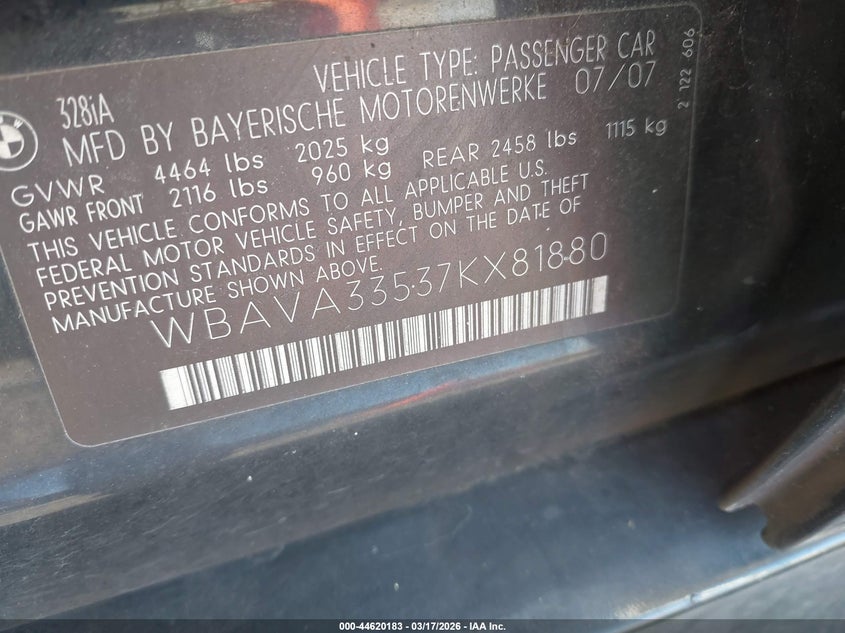 328iA
VEHICLE TYPE: PASSENGER CAR
MFD BY BAYERISCHE MOTORENWERKE 07/07
GVWR 4464 lbs 2025 kg
GAWR FRONT 2116 lbs 960 kg REAR 2458 lbs 1115 kg
THIS VEHICLE CONFORMS TO ALL APPLICABLE U.S.
FEDERAL MOTOR VEHICLE SAFETY, BUMPER AND THEFT
PREVENTION STANDARDS IN EFFECT ON THE DATE OF
MANUFACTURE SHOWN ABOVE.
WBAVA33537KX81880
2 122 606
000-44620183 - 03/17/2026 - IAA Inc.